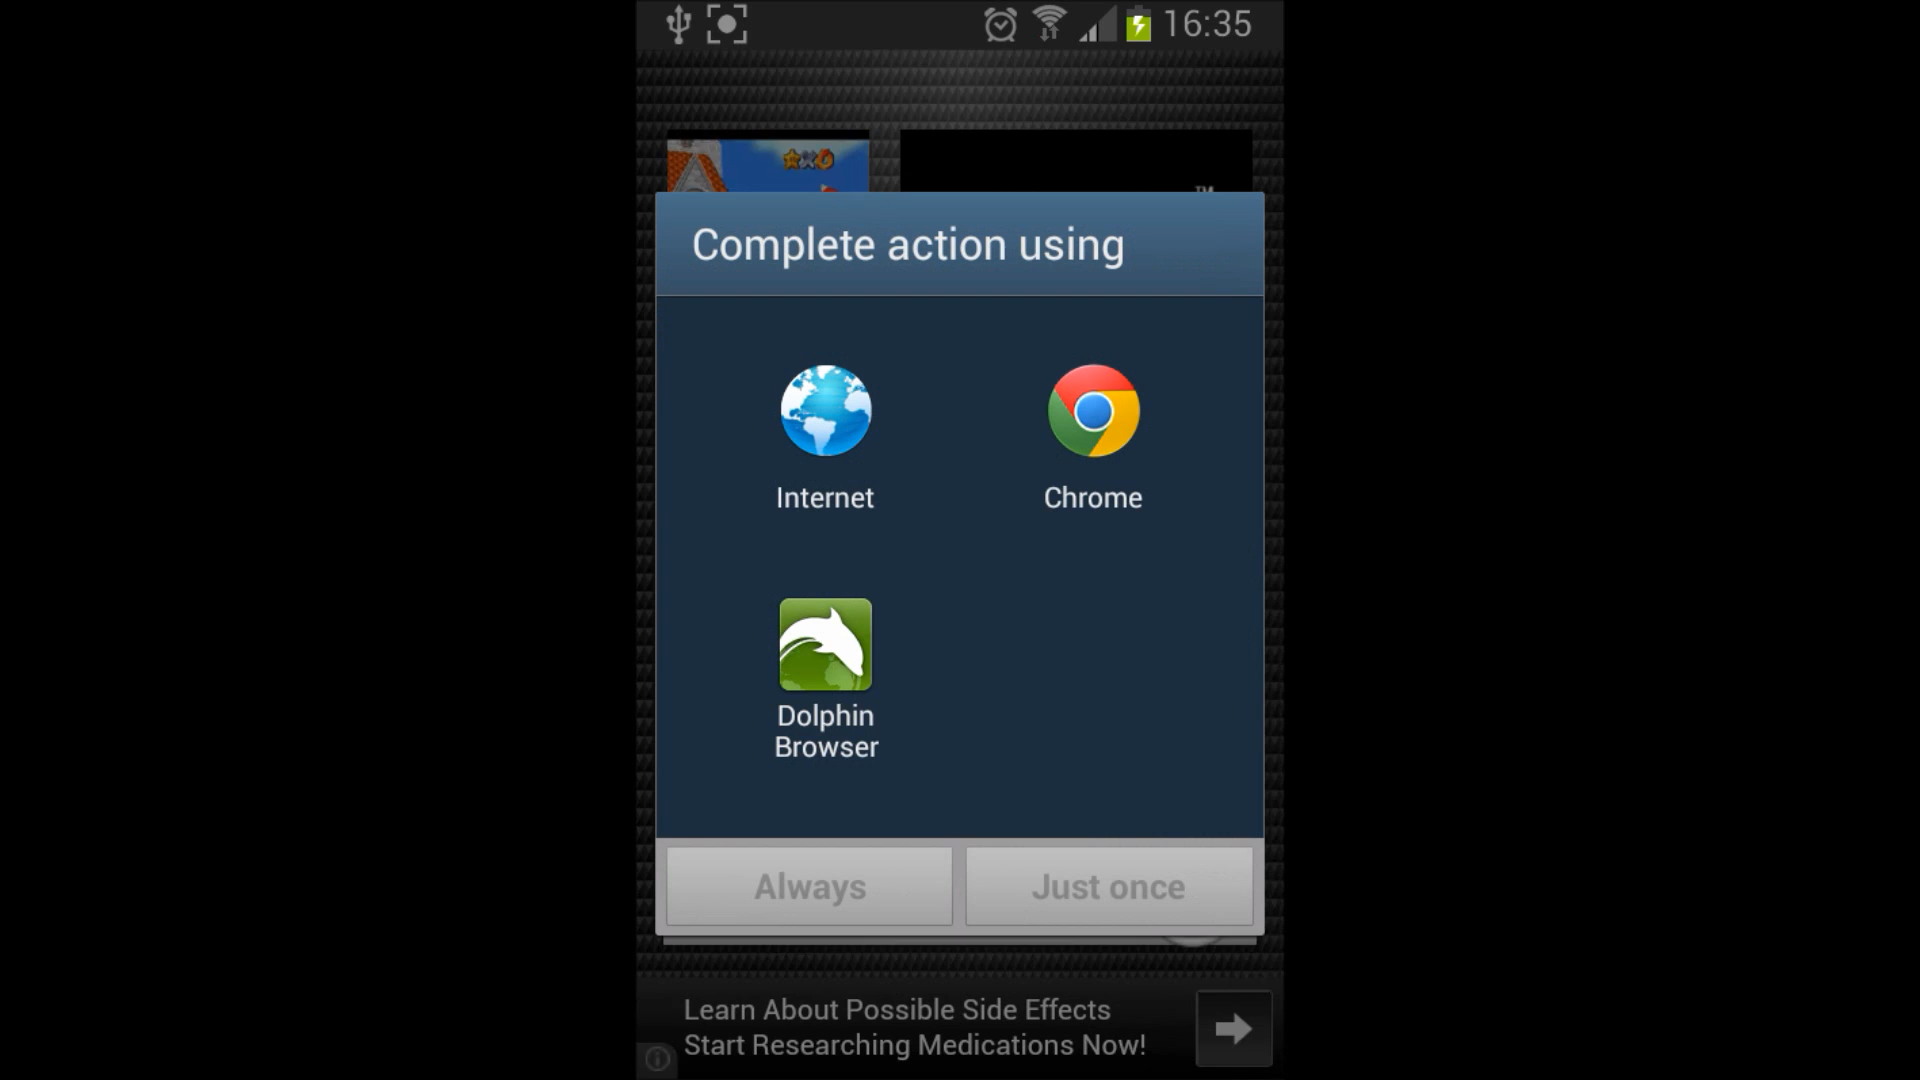 16:35
TM
Complete action using
Internet
Chrome
Dolphin
Browser
Always
Just once
Learn About Possible Side Effects
Start Researching Medications Now!